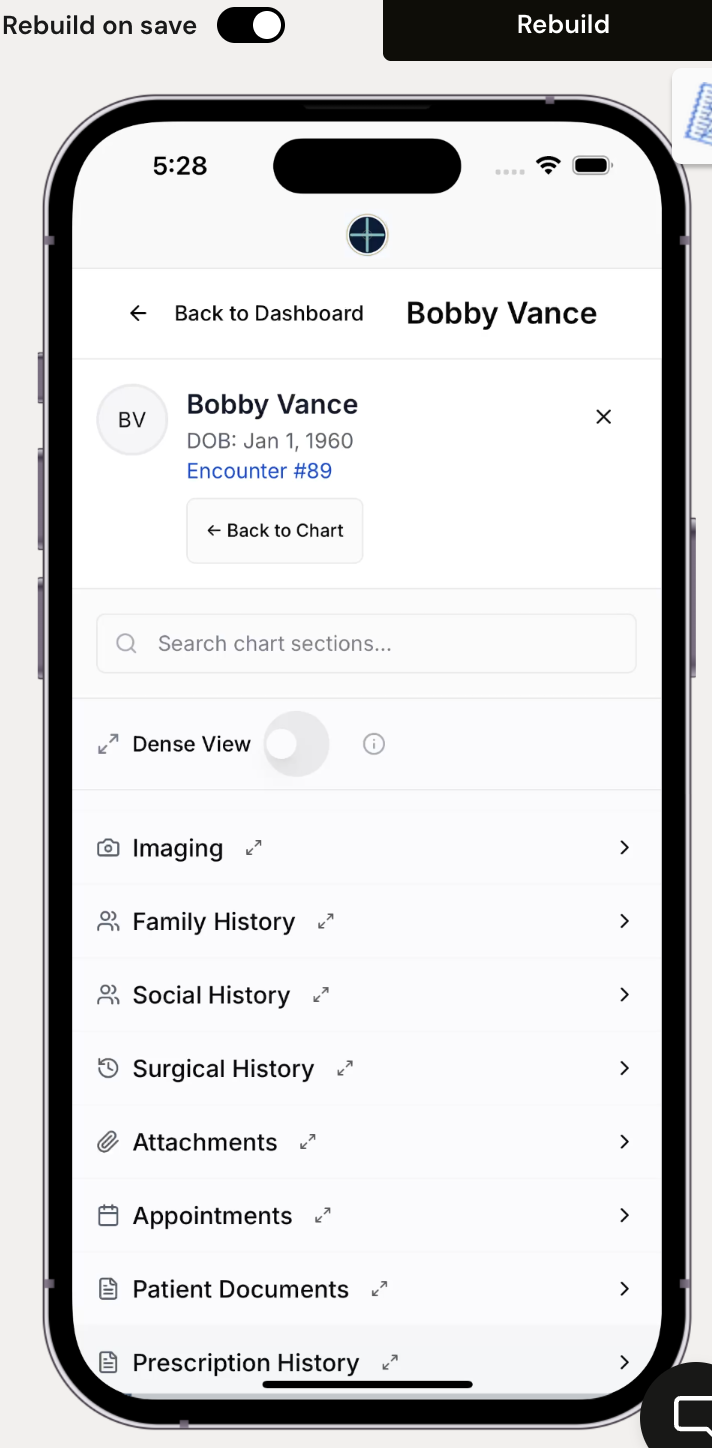 Rebuild on save
Rebuild
5:28
← Back to Dashboard
Bobby Vance
BV
Bobby Vance
DOB: Jan 1, 1960
Encounter #89
← Back to Chart
Search chart sections...
Dense View
Imaging
Family History
Social History
Surgical History
Attachments
Appointments
Patient Documents
Prescription History